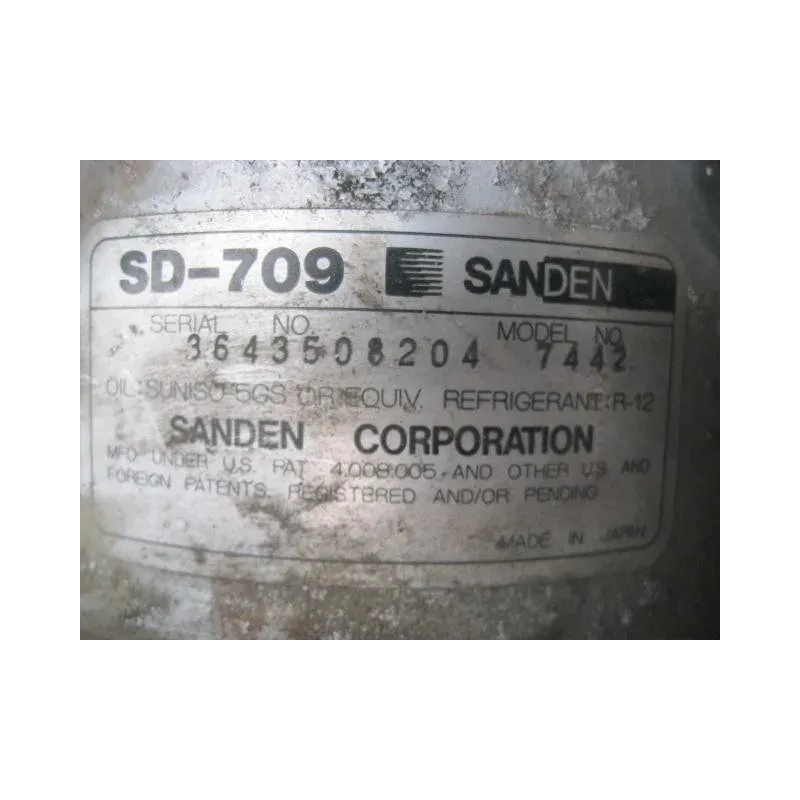 SD-709 SANDEN
SERIAL NO. MODEL NO.
3643508204 7442
OIL: SUNISO 5GS OR EQUIV. REFRIGERANT: R-12
SANDEN CORPORATION
MFD UNDER U.S. PAT 4.008.005 AND OTHER U.S. AND
FOREIGN PATENTS. REGISTERED AND/OR PENDING
MADE IN JAPAN